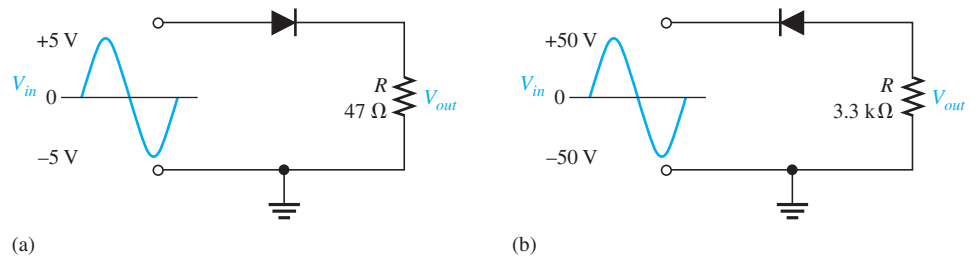 +5 V
V_in
0
–5 V
R
47 Ω
V_out
(a)
+50 V
V_in
0
–50 V
R
3.3 kΩ
V_out
(b)